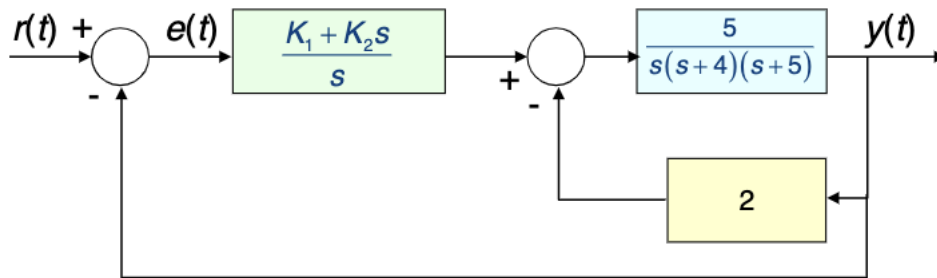 r(t) + e(t) K₁ + K₂s 5 y(t)
s s(s+4)(s+5)
- + -
2